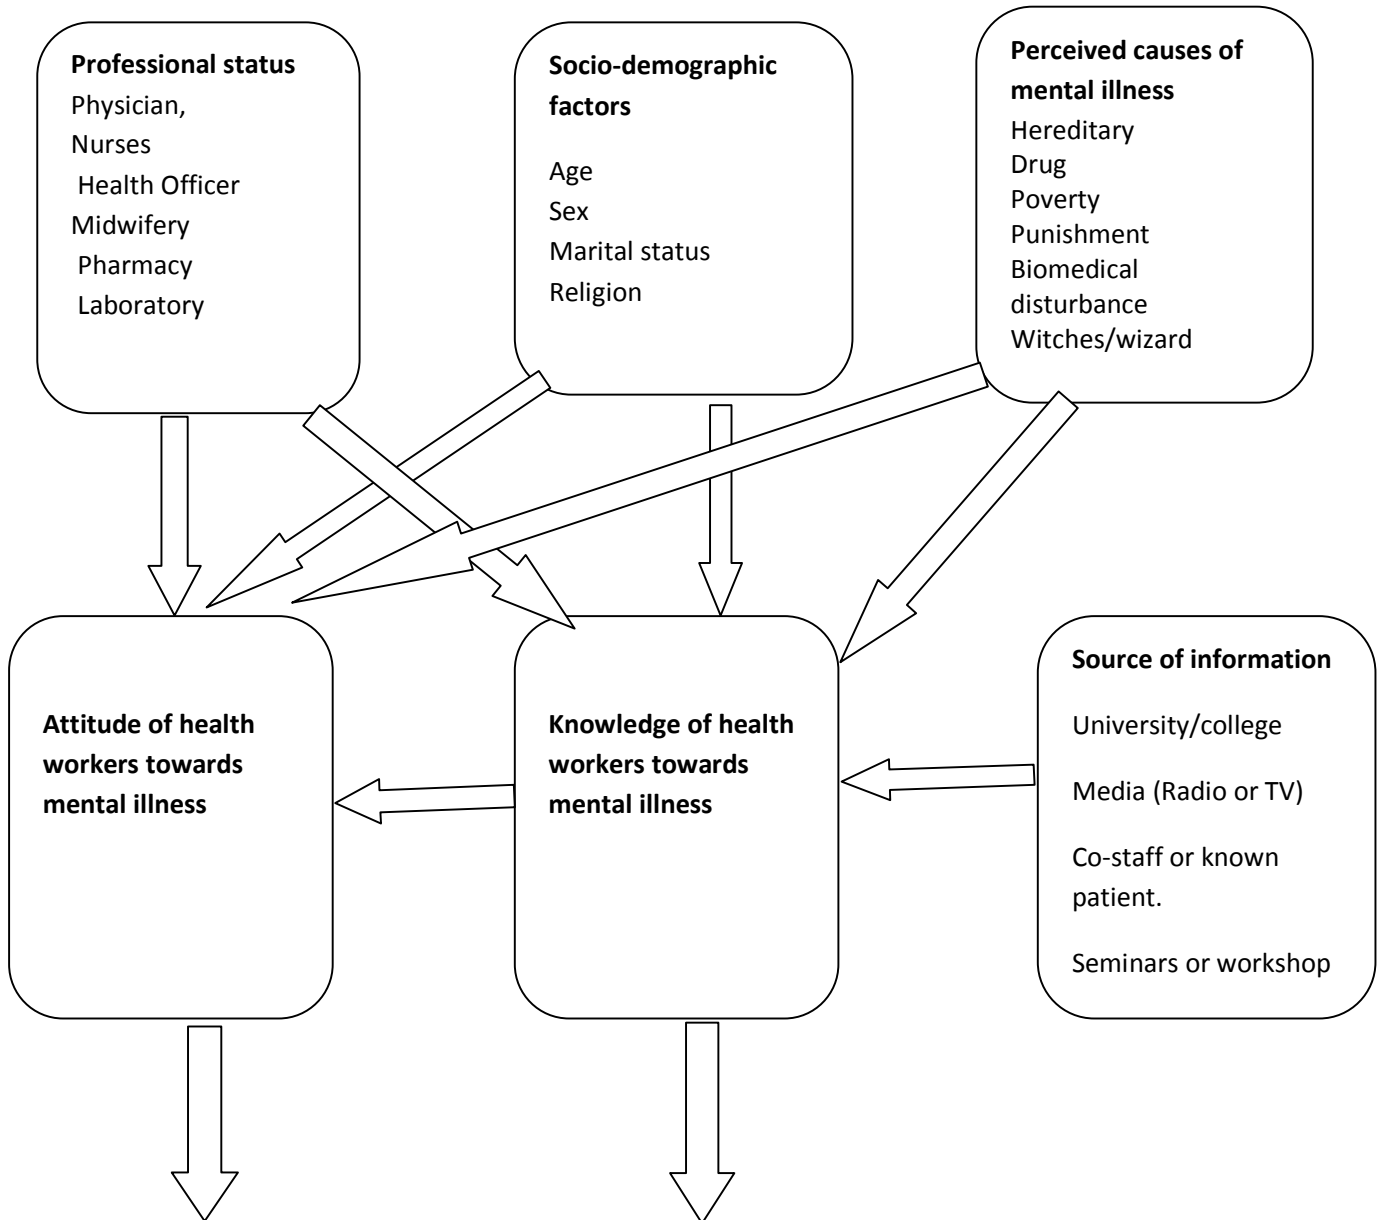 Professional status
Physician,
Nurses
Health Officer
Midwifery
Pharmacy
Laboratory
Socio-demographic
factors
Age
Sex
Marital status
Religion
Perceived causes of
mental illness
Hereditary
Drug
Poverty
Punishment
Biomedical
disturbance
Witches/wizard
Attitude of health
workers towards
mental illness
Knowledge of health
workers towards
mental illness
Source of information
University/college
Media (Radio or TV)
Co-staff or known
patient.
Seminars or workshop